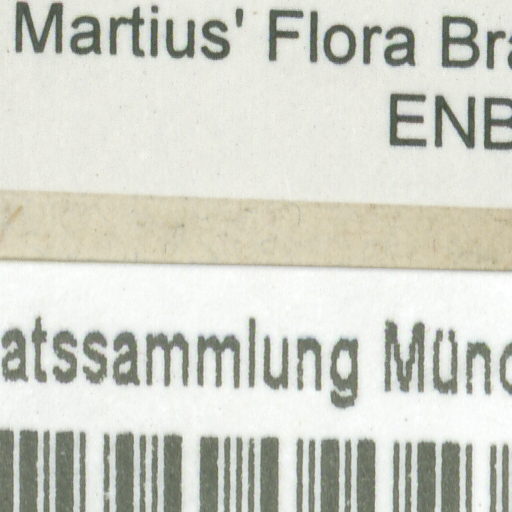 Martius' Flora Bra
ENB
atssammlung Münc